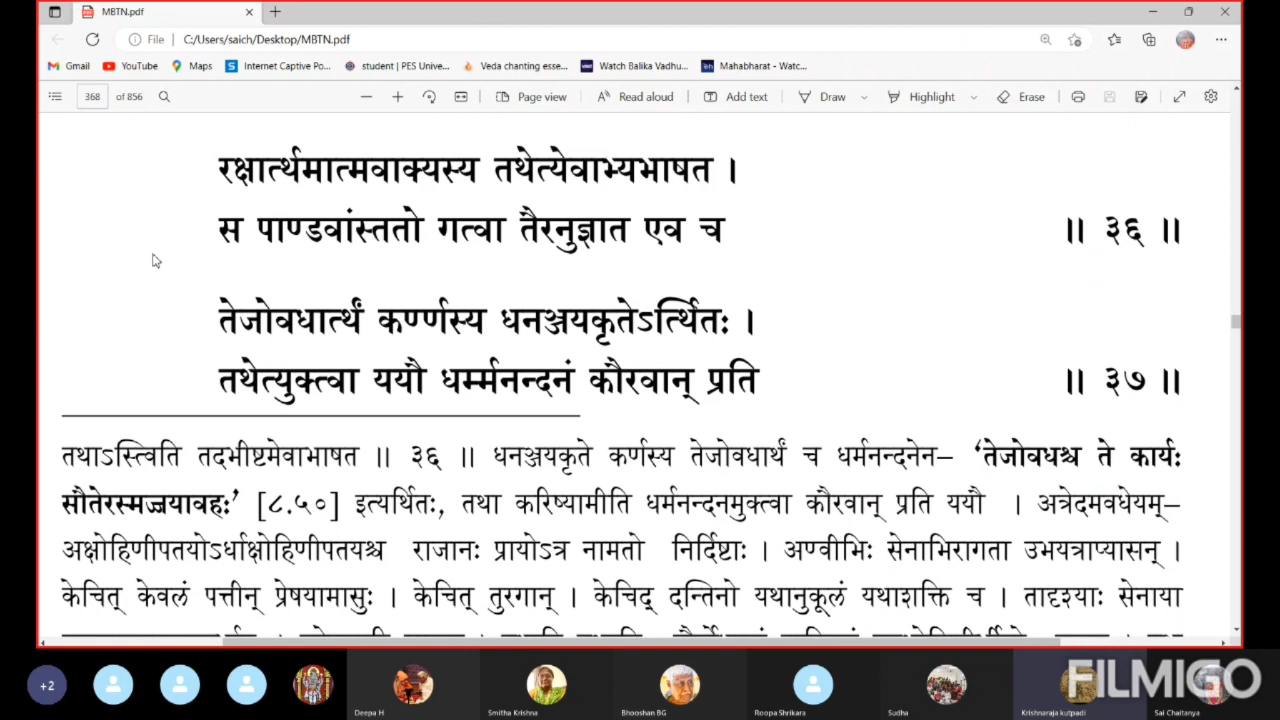 MBTN.pdf
File C:/Users/saich/Desktop/MBTN.pdf
Gmail YouTube Maps Internet Captive Po... student | PES Unive... Veda chanting esse... Watch Balika Vadhu... Mahabharat - Watc...
368 of 856 Page view Read aloud Add text Draw Highlight Erase
रक्षार्त्थमात्मवाक्यस्य तथेत्येवाभ्यभाषत ।
स पाण्डवांस्ततो गत्वा तैरनुज्ञात एव च ॥ ३६ ॥
तेजोवधार्त्थं कर्ण्णस्य धनञ्जयकृतेऽर्त्थितः ।
तथेत्युक्त्वा ययौ धर्म्मनन्दनं कौरवान् प्रति ॥ ३७ ॥
तथाऽस्त्विति तदभीष्टमेवाभाषत ॥ ३६ ॥ धनञ्जयकृते कर्णस्य तेजोवधार्थं च धर्मनन्दनेन– ‘तेजोवधश्च ते कार्यः
सौतेरस्मज्जयावहः’ [८.५०] इत्यर्थितः, तथा करिष्यामीति धर्मनन्दनमुक्त्वा कौरवान् प्रति ययौ । अत्रेदमवधेयम्–
अक्षोहिणीपतयोऽर्धाक्षोहिणीपतयश्च राजानः प्रायोऽत्र नामतो निर्दिष्टाः । अण्वीभिः सेनाभिरागता उभयत्राप्यासन् ।
केचित् केवलं पत्तीन् प्रेषयामासुः । केचित् तुरगान् । केचिद् दन्तिनो यथानुकूलं यथाशक्ति च । तादृश्याः सेनाया
+2 Deepa H Smitha Krishna Bhooshan BG Roopa Shrikara Sudha Krishnaraja kutpadi Sai Chaitanya
FILMIGO